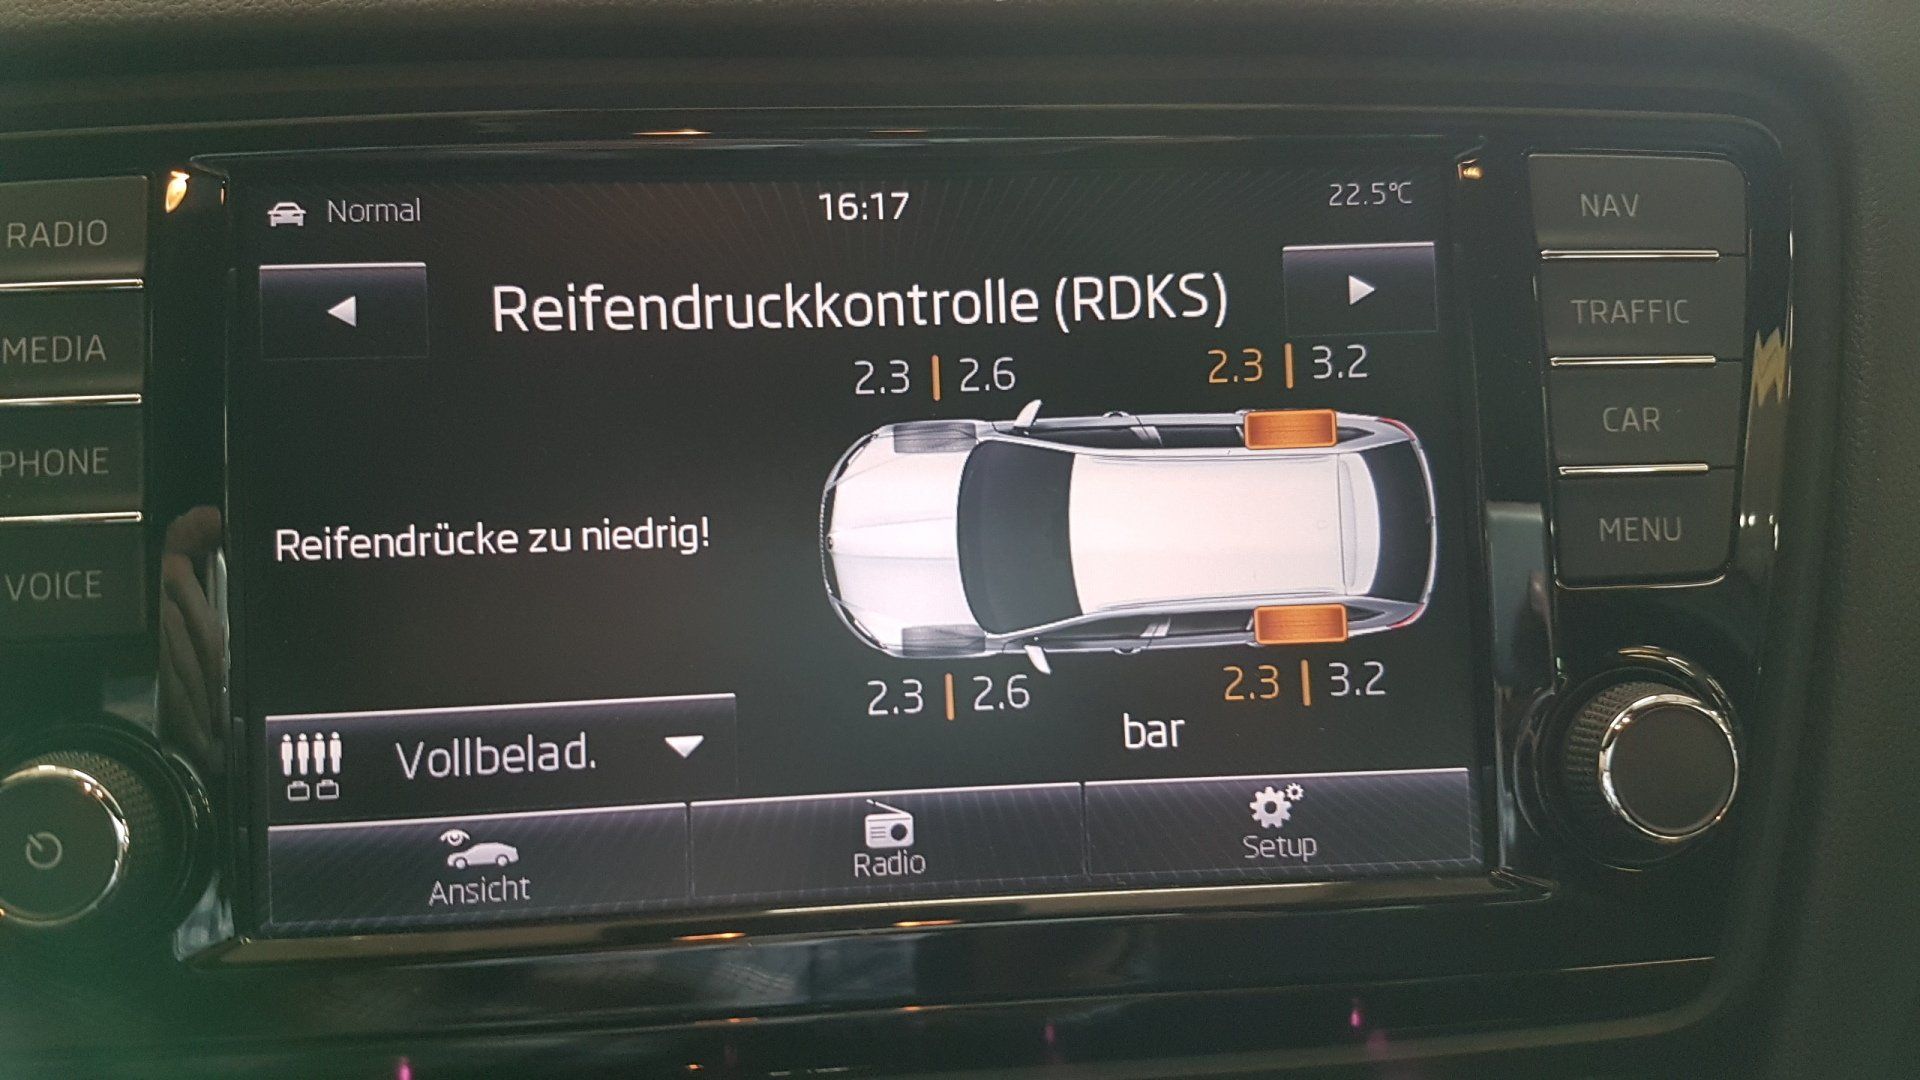 RADIO
MEDIA
PHONE
VOICE
Normal
16:17
22.5°C
Reifendruckkontrolle (RDKS)
2.3 | 2.6
2.3 | 3.2
Reifendrücke zu niedrig!
2.3 | 2.6
2.3 | 3.2
bar
Vollbelad.
Ansicht
Radio
Setup
NAV
TRAFFIC
CAR
MENU